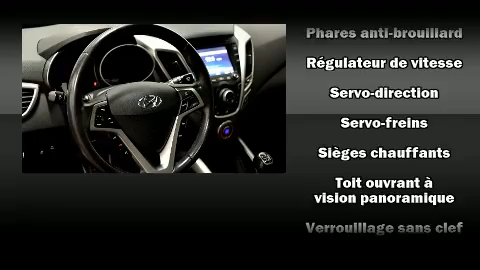 Phares anti-brouillard
Régulateur de vitesse
Servo-direction
Servo-freins
Sièges chauffants
Toit ouvrant à
vision panoramique
Verrouillage sans clef